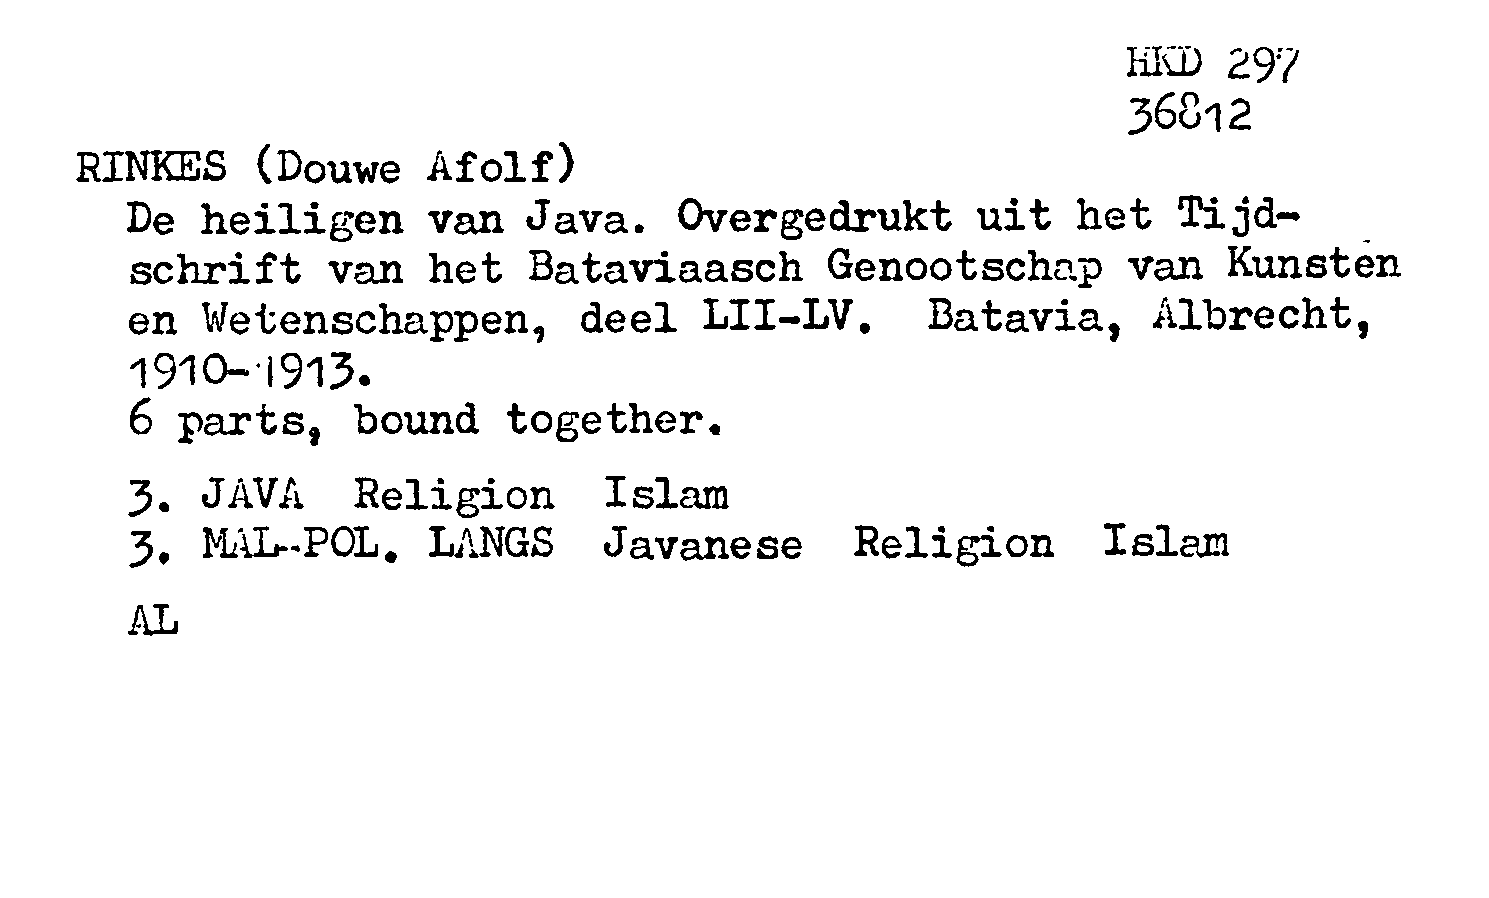 HKD 297
36812
RINKES (Douwe Afolf)
De heiligen van Java. Overgedrukt uit het Tijd-
schrift van het Bataviaasch Genootschap van Kunsten
en Wetenschappen, deel LII-LV. Batavia, Albrecht,
1910-1913.
6 parts, bound together.
3. JAVA Religion Islam
3. MAL-POL. LANGS Javanese Religion Islam
AL